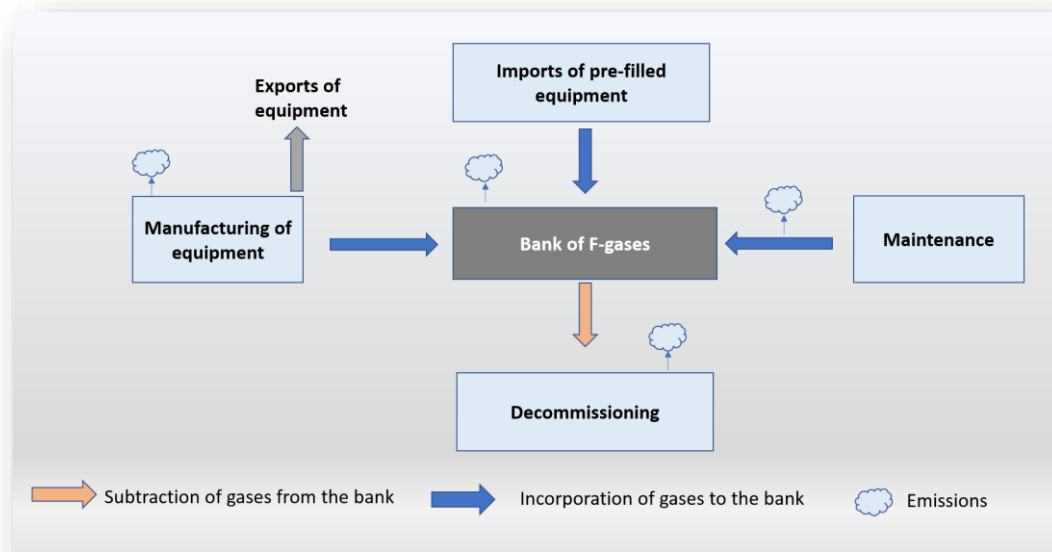 Imports of pre-filled
equipment
Exports of
equipment
Manufacturing of
equipment
Bank of F-gases
Maintenance
Decommissioning
Subtraction of gases from the bank
Incorporation of gases to the bank
Emissions